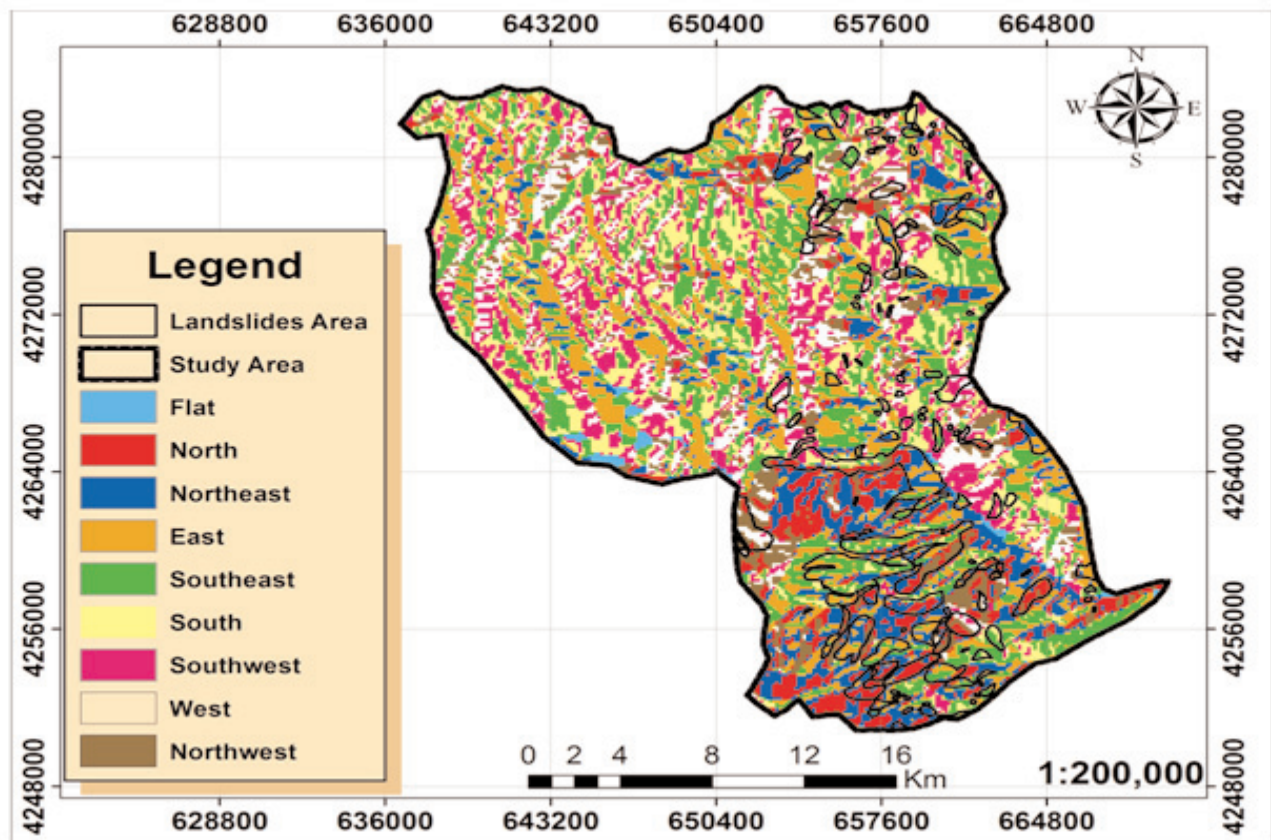 628800 636000 643200 650400 657600 664800
N
W E
S
4280000 4280000
4272000 4272000
4264000 4264000
4256000 4256000
4248000 4248000
Legend
Landslides Area
Study Area
Flat
North
Northeast
East
Southeast
South
Southwest
West
Northwest
0 2 4 8 12 16
Km
1:200,000
628800 636000 643200 650400 657600 664800